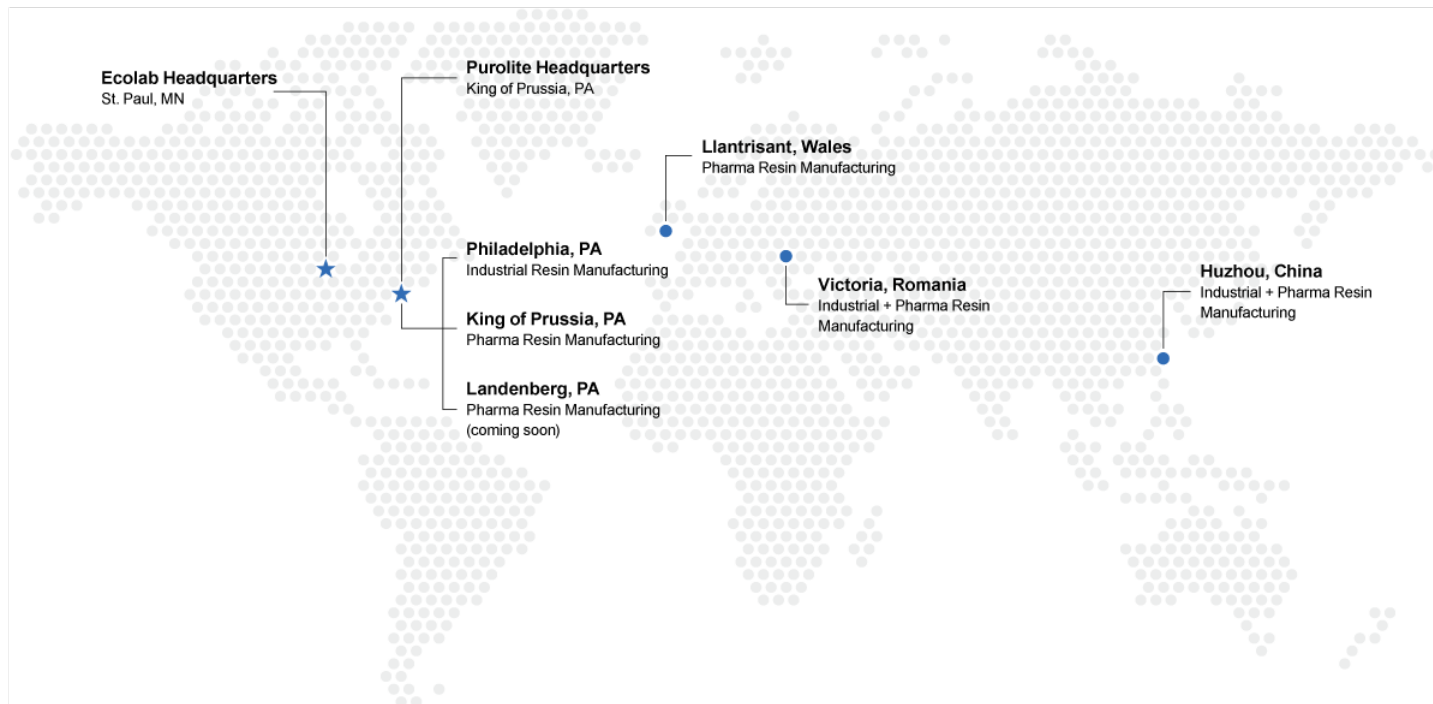 Ecolab Headquarters
St. Paul, MN
Purolite Headquarters
King of Prussia, PA
Llantrisant, Wales
Pharma Resin Manufacturing
Philadelphia, PA
Industrial Resin Manufacturing
King of Prussia, PA
Pharma Resin Manufacturing
Landenberg, PA
Pharma Resin Manufacturing
(coming soon)
Victoria, Romania
Industrial + Pharma Resin
Manufacturing
Huzhou, China
Industrial + Pharma Resin
Manufacturing